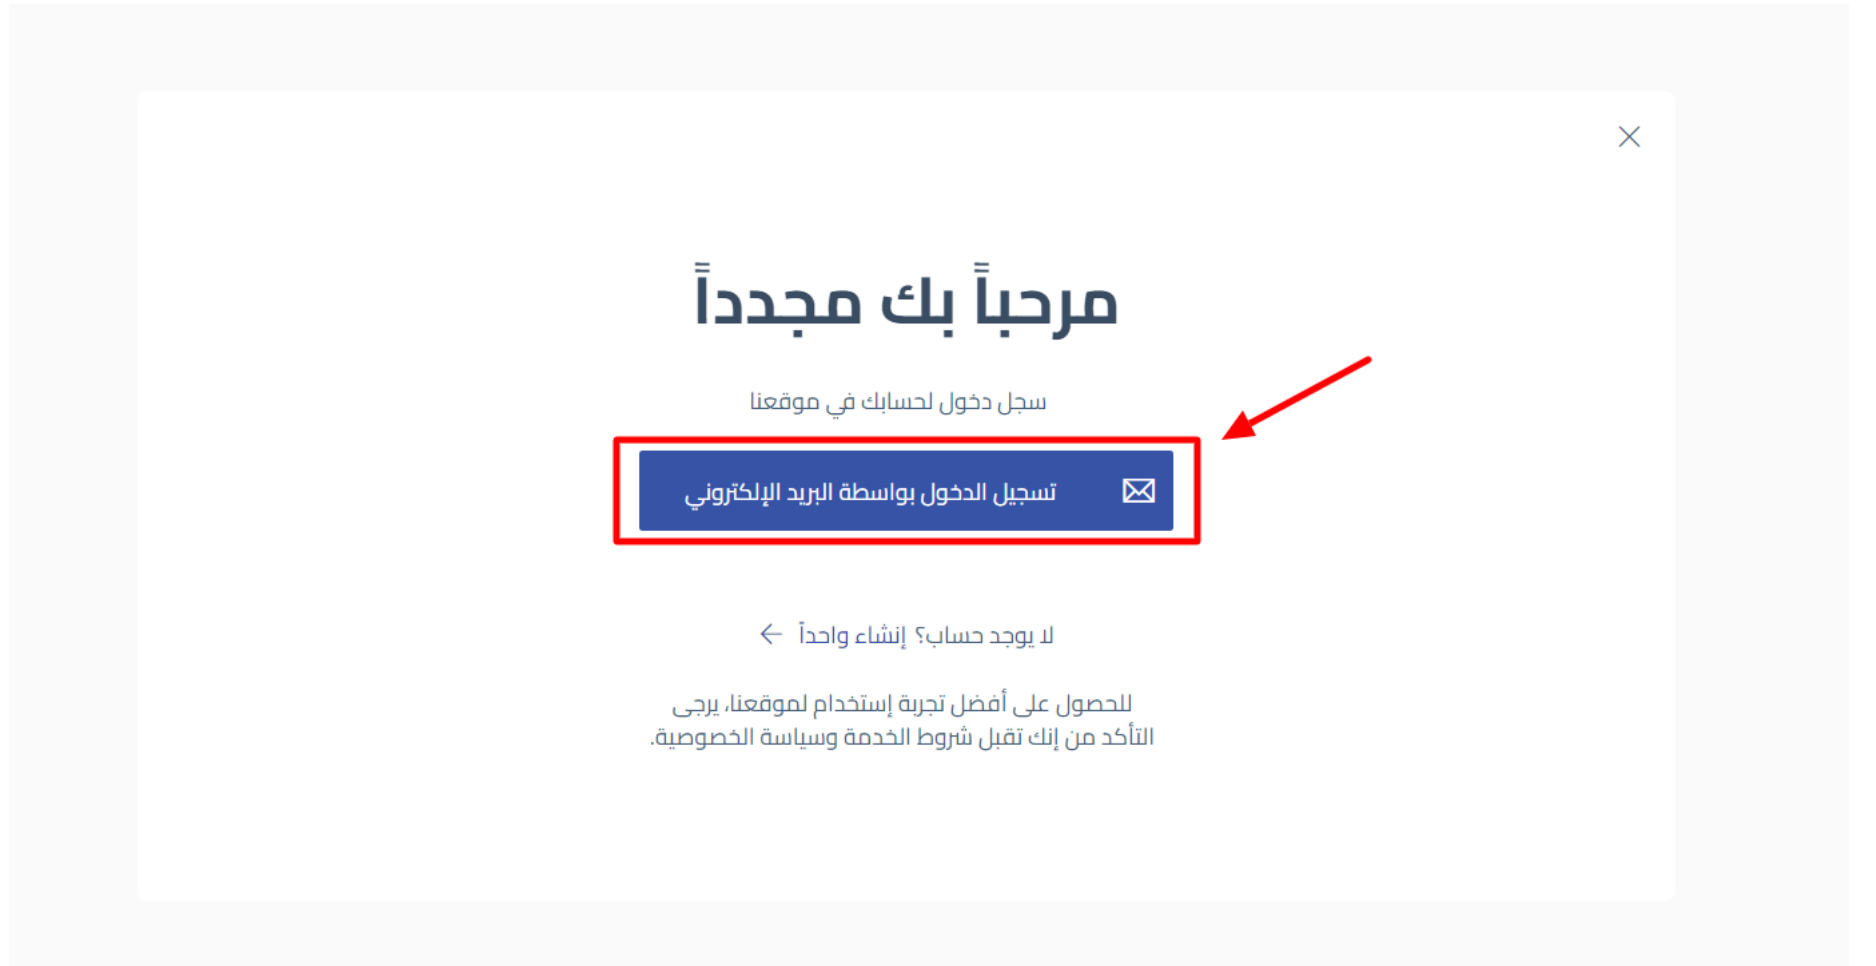 مرحباً بك مجدداً
سجل دخول لحسابك في موقعنا
تسجيل الدخول بواسطة البريد الإلكتروني
لا يوجد حساب؟ إنشاء واحداً ←
للحصول على أفضل تجربة إستخدام لموقعنا، يرجى
التأكد من إنك تقبل شروط الخدمة وسياسة الخصوصية.